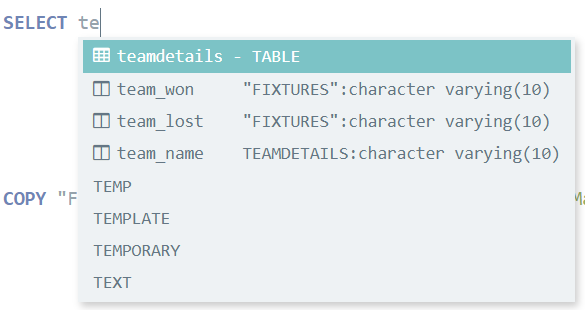 SELECT te
teamdetails - TABLE
team_won "FIXTURES":character varying(10)
team_lost "FIXTURES":character varying(10)
team_name TEAMDETAILS:character varying(10)
TEMP
COPY "F
TEMPLATE
TEMPORARY
TEXT